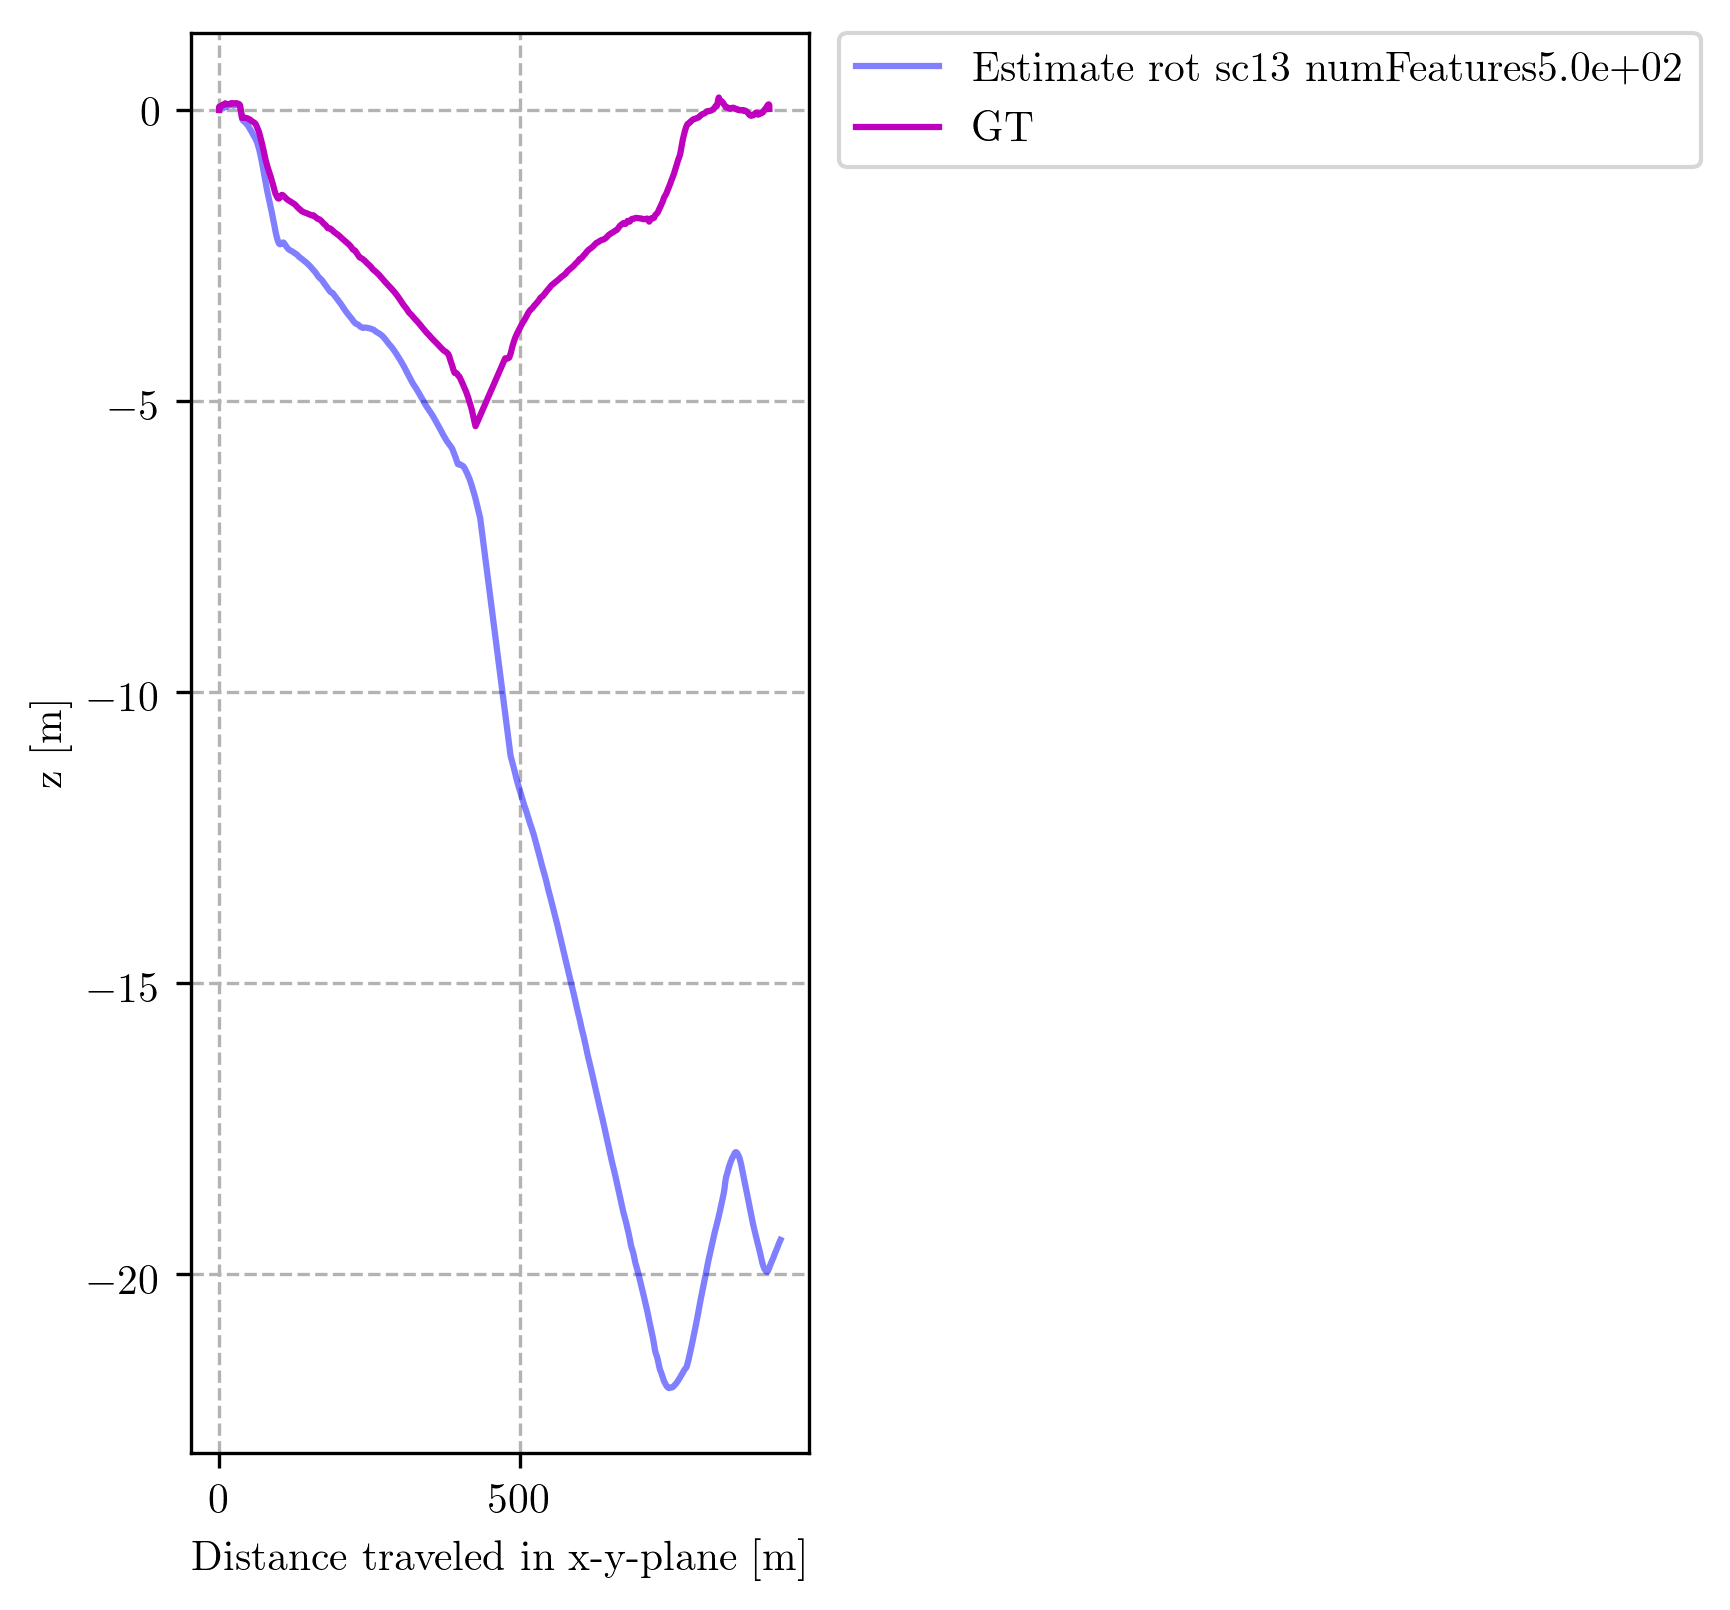 Estimate rot sc13 numFeatures5.0e+02
GT
0
−5
−10
−15
−20
z [m]
0 500
Distance traveled in x-y-plane [m]